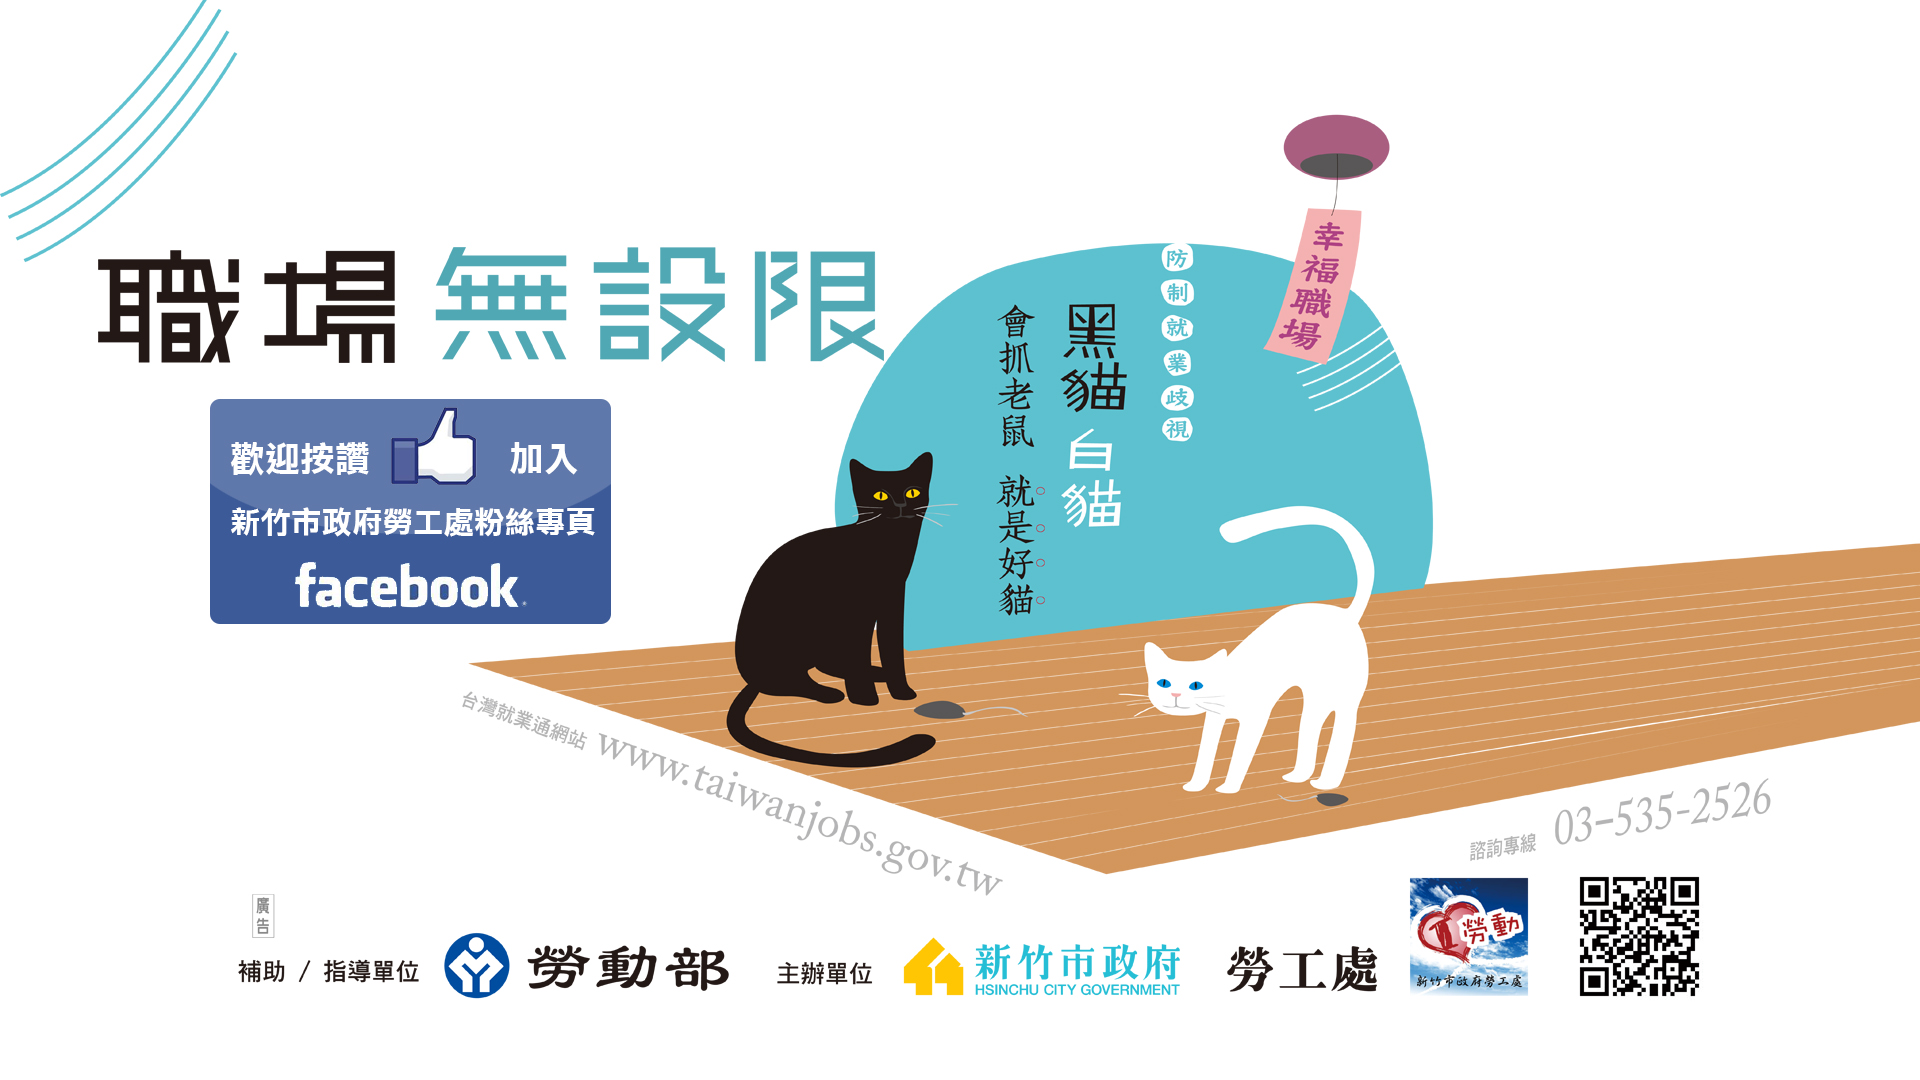 職場無設限
防制就業歧視
黑貓白貓
會抓老鼠 就是好貓
幸福職場
歡迎按讚 加入
新竹市政府勞工處粉絲專頁
facebook
台灣就業通網站 www.taiwanjobs.gov.tw
諮詢專線 03-535-2526
廣告
補助 / 指導單位 勞動部 主辦單位 新竹市政府 勞工處
HSINCHU CITY GOVERNMENT
I 勞動
新竹市政府勞工處